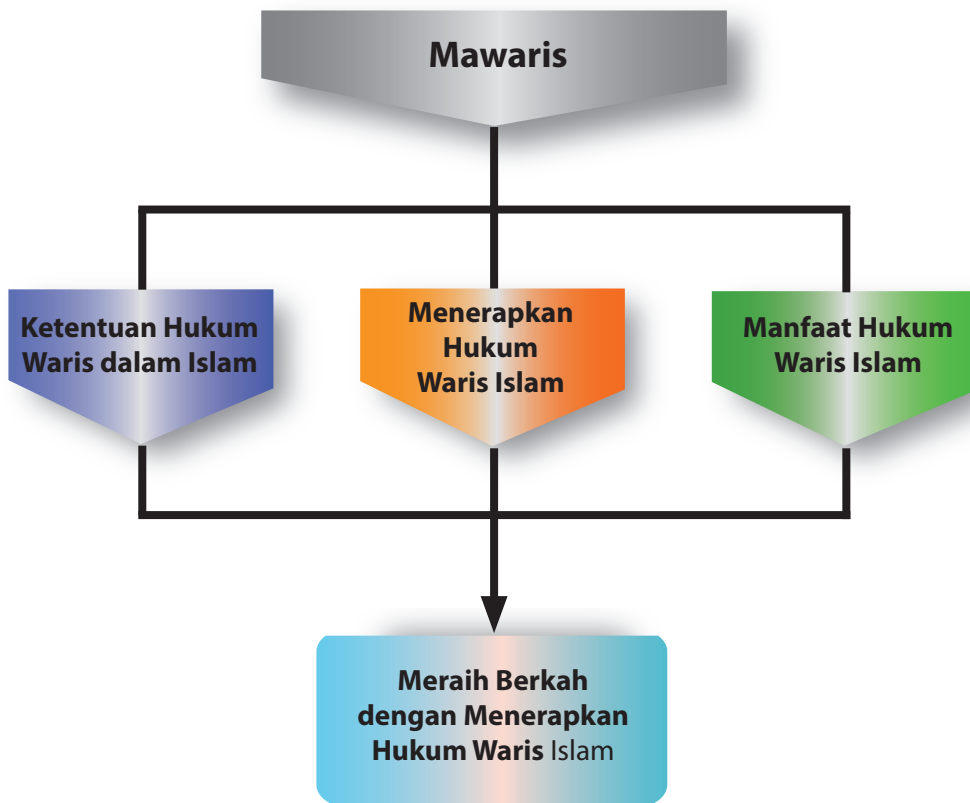 Mawaris
Ketentuan Hukum
Waris dalam Islam
Menerapkan
Hukum
Waris Islam
Manfaat Hukum
Waris Islam
Meraih Berkah
dengan Menerapkan
Hukum Waris Islam